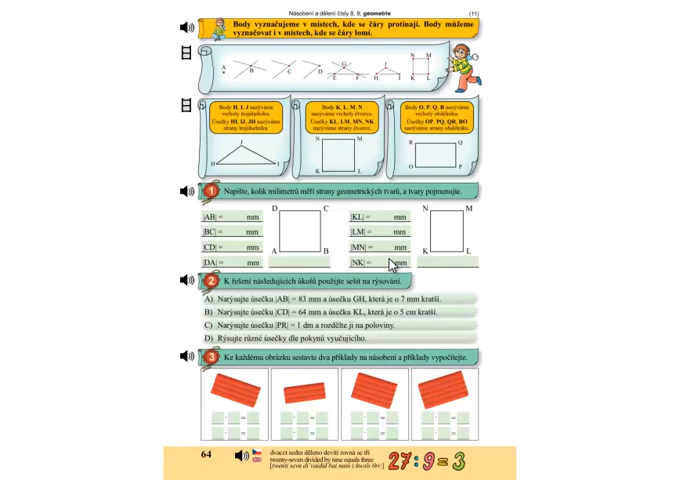 Násobení a dělení čísly 8, 9; geometrie (11)
Body vyznačujeme v místech, kde se čáry protínají. Body můžeme
vyznačovat i v místech, kde se čáry lomí.
A B C D E F G H I J K L M N
Body H, I, J nazýváme
vrcholy trojúhelníku.
Úsečky HI, IJ, JH nazýváme
strany trojúhelníku.
J
H I
Body K, L, M, N
nazýváme vrcholy čtverce.
Úsečky KL, LM, MN, NK
nazýváme strany čtverce.
N M
K L
Body O, P, Q, R nazýváme
vrcholy obdélníku.
Úsečky OP, PQ, QR, RO
nazýváme strany obdélníku.
R Q
O P
1 Napište, kolik milimetrů měří strany geometrických tvarů, a tvary pojmenujte.
|AB| = mm
|BC| = mm
|CD| = mm
|DA| = mm
D C
A B
|KL| = mm
|LM| = mm
|MN| = mm
|NK| = mm
N M
K L
2 K řešení následujících úkolů použijte sešit na rýsování.
A) Narýsujte úsečku |AB| = 83 mm a úsečku GH, která je o 7 mm kratší.
B) Narýsujte úsečku |CD| = 64 mm a úsečku KL, která je o 5 cm kratší.
C) Narýsujte úsečku |PR| = 1 dm a rozdělte ji na poloviny.
D) Rýsujte různé úsečky dle pokynů vyučujícího.
3 Ke každému obrázku sestavte dva příklady na násobení a příklady vypočítejte.
· = · = · = · =
· = · = · = · =
64
dvacet sedm děleno devíti rovná se tři
twenty-seven divided by nine equals three
27 : 9 = 3